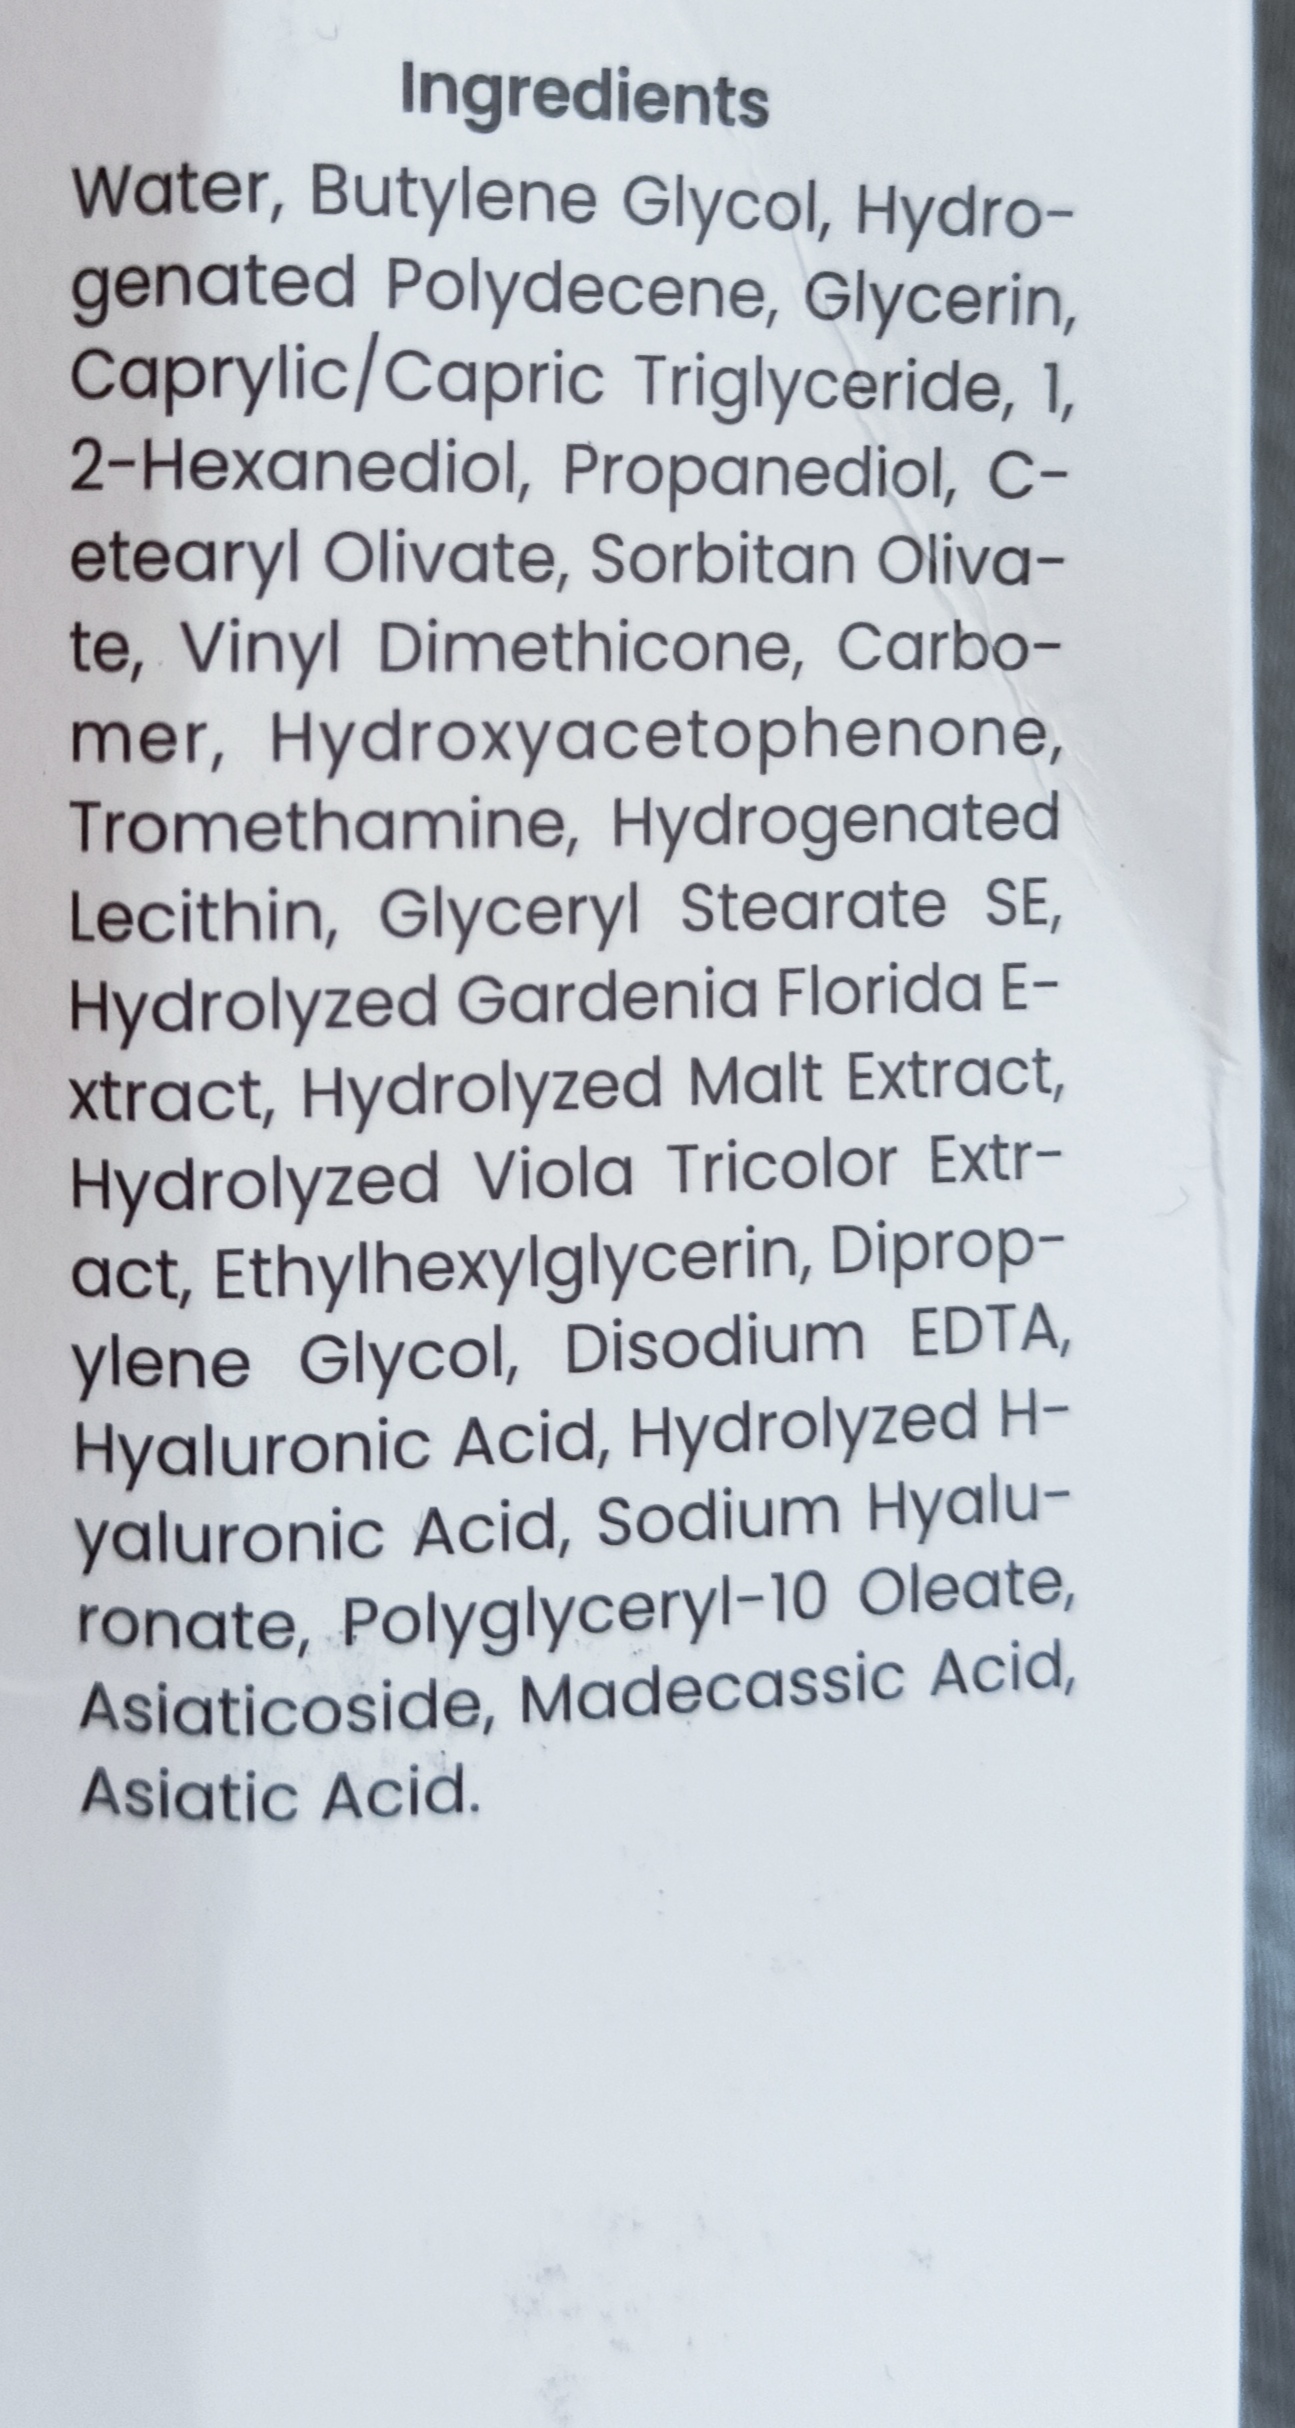 Ingredients
Water, Butylene Glycol, Hydro-
genated Polydecene, Glycerin,
Caprylic/Capric Triglyceride, 1,
2-Hexanediol, Propanediol, C-
etearyl Olivate, Sorbitan Oliva-
te, Vinyl Dimethicone, Carbo-
mer, Hydroxyacetophenone,
Tromethamine, Hydrogenated
Lecithin, Glyceryl Stearate SE,
Hydrolyzed Gardenia Florida E-
xtract, Hydrolyzed Malt Extract,
Hydrolyzed Viola Tricolor Extr-
act, Ethylhexylglycerin, Diprop-
ylene Glycol, Disodium EDTA,
Hyaluronic Acid, Hydrolyzed H-
yaluronic Acid, Sodium Hyalu-
ronate, Polyglyceryl-10 Oleate,
Asiaticoside, Madecassic Acid,
Asiatic Acid.